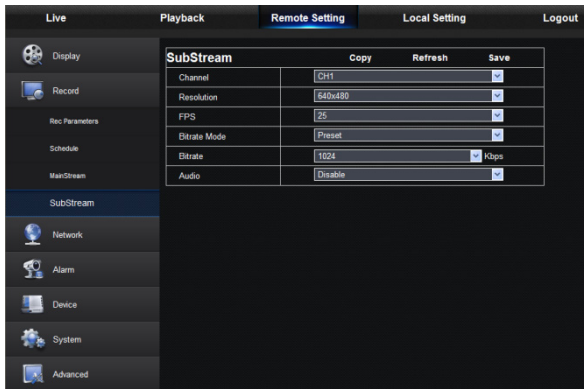 Live Playback Remote Setting Local Setting Logout
Display
Record
Rec Parameters
Schedule
MainStream
SubStream
Network
Alarm
Device
System
Advanced
SubStream Copy Refresh Save
Channel CH1
Resolution 640x480
FPS 25
Bitrate Mode Preset
Bitrate 1024 Kbps
Audio Disable